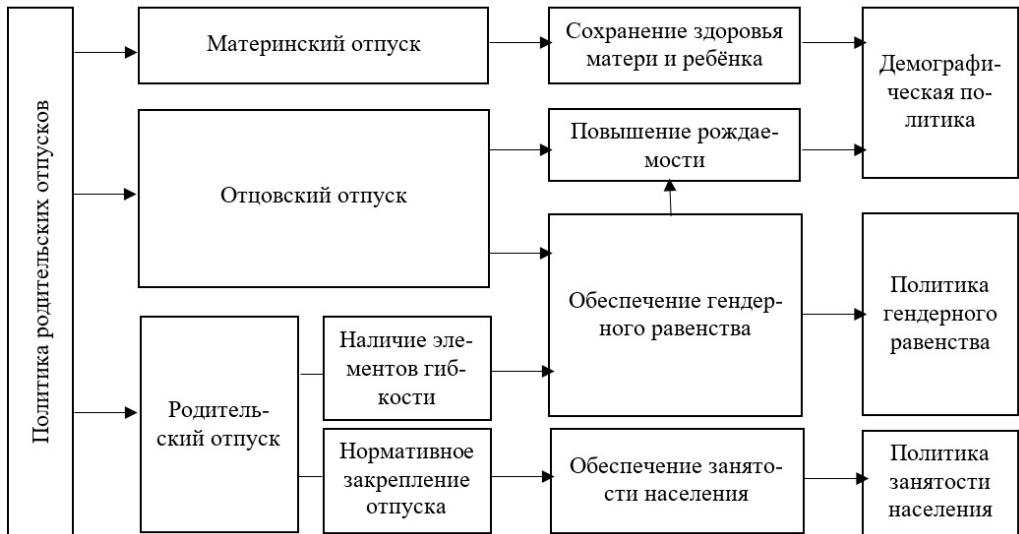 Политика родительских отпусков
Материнский отпуск
Сохранение здоровья
матери и ребёнка
Демографи-
ческая по-
литика
Отцовский отпуск
Повышение рождае-
мости
Обеспечение гендер-
ного равенства
Политика
гендерного
равенства
Родитель-
ский отпуск
Наличие эле-
ментов гиб-
кости
Нормативное
закрепление
отпуска
Обеспечение занято-
сти населения
Политика
занятости
населения